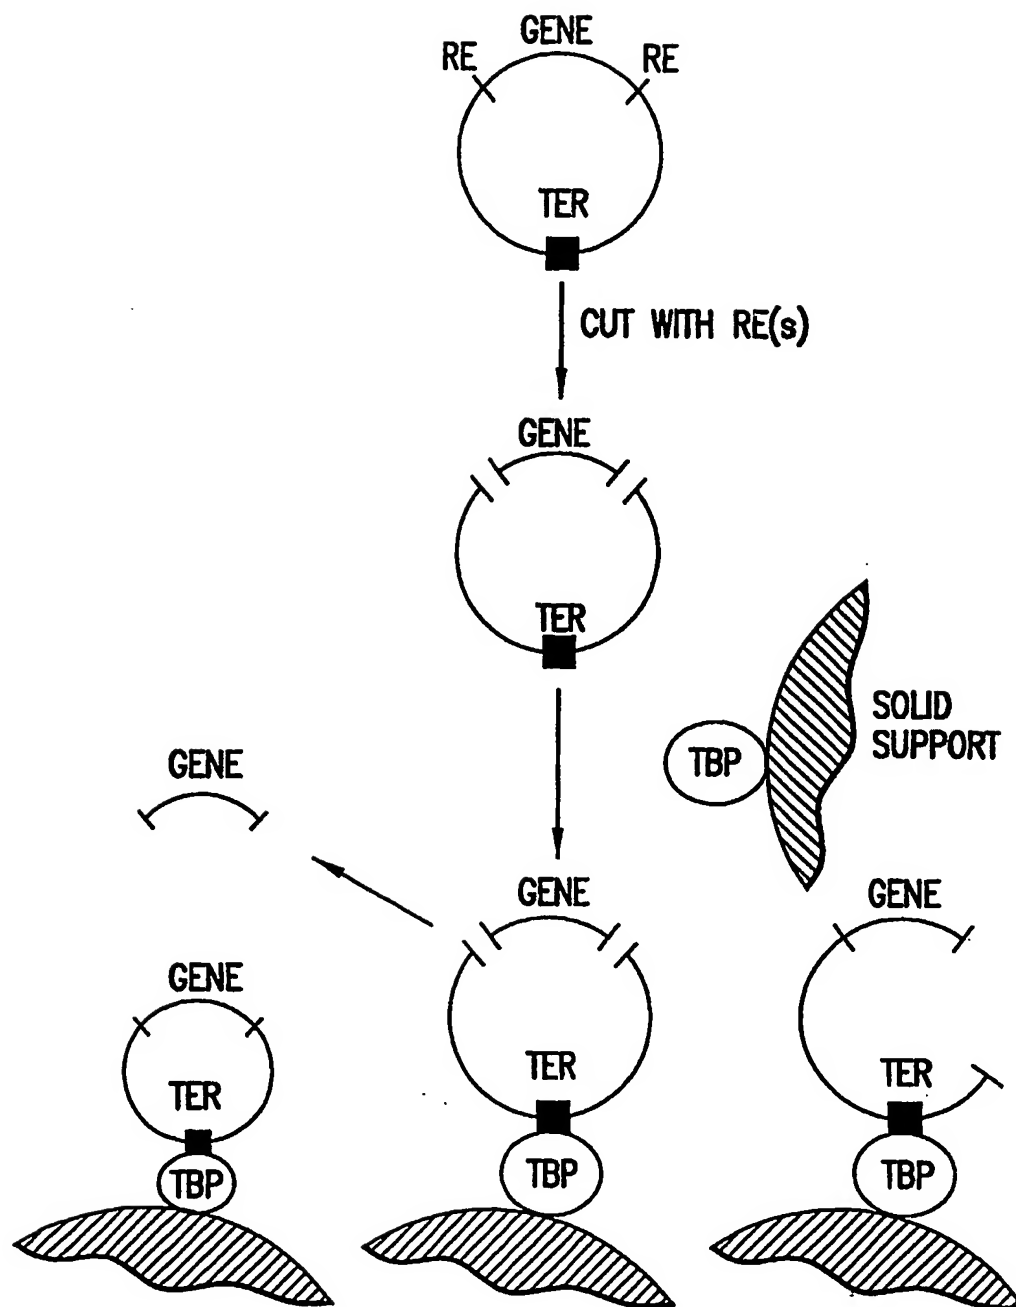 GENE
RE
RE
TER
CUT WITH RE(s)
GENE
TER
SOLID
SUPPORT
TBP
GENE
GENE
GENE
GENE
TER
TER
TER
TBP
TBP
TBP